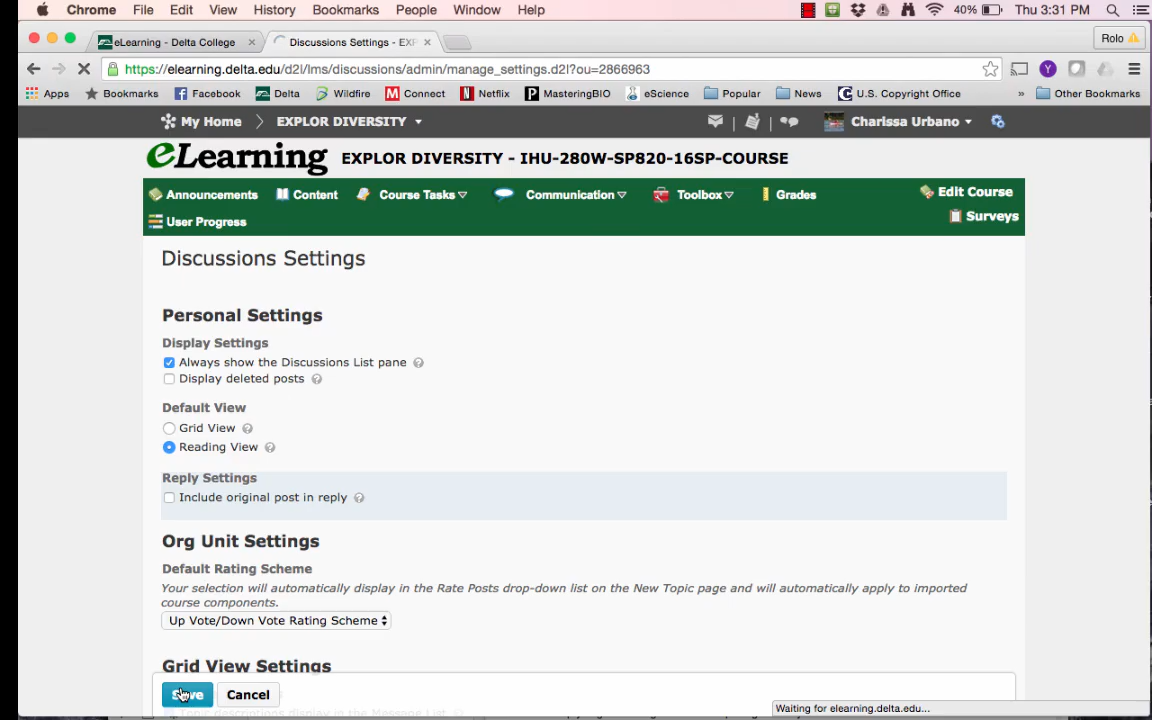 Chrome File Edit View History Bookmarks People Window Help 40% Thu 3:31 PM
eLearning - Delta College Discussions Settings - EXP Rolo
https://elearning.delta.edu/d2l/lms/discussions/admin/manage_settings.d2l?ou=2866963
Apps Bookmarks Facebook Delta Wildfire Connect Netflix MasteringBIO eScience Popular News U.S. Copyright Office » Other Bookmarks
My Home EXPLOR DIVERSITY Charissa Urbano
eLearning EXPLOR DIVERSITY - IHU-280W-SP820-16SP-COURSE
Announcements Content Course Tasks Communication Toolbox Grades Edit Course
User Progress Surveys
Discussions Settings
Personal Settings
Display Settings
Always show the Discussions List pane
Display deleted posts
Default View
Grid View
Reading View
Reply Settings
Include original post in reply
Org Unit Settings
Default Rating Scheme
Your selection will automatically display in the Rate Posts drop-down list on the New Topic page and will automatically apply to imported
course components.
Up Vote/Down Vote Rating Scheme
Grid View Settings
Save Cancel
Waiting for elearning.delta.edu...